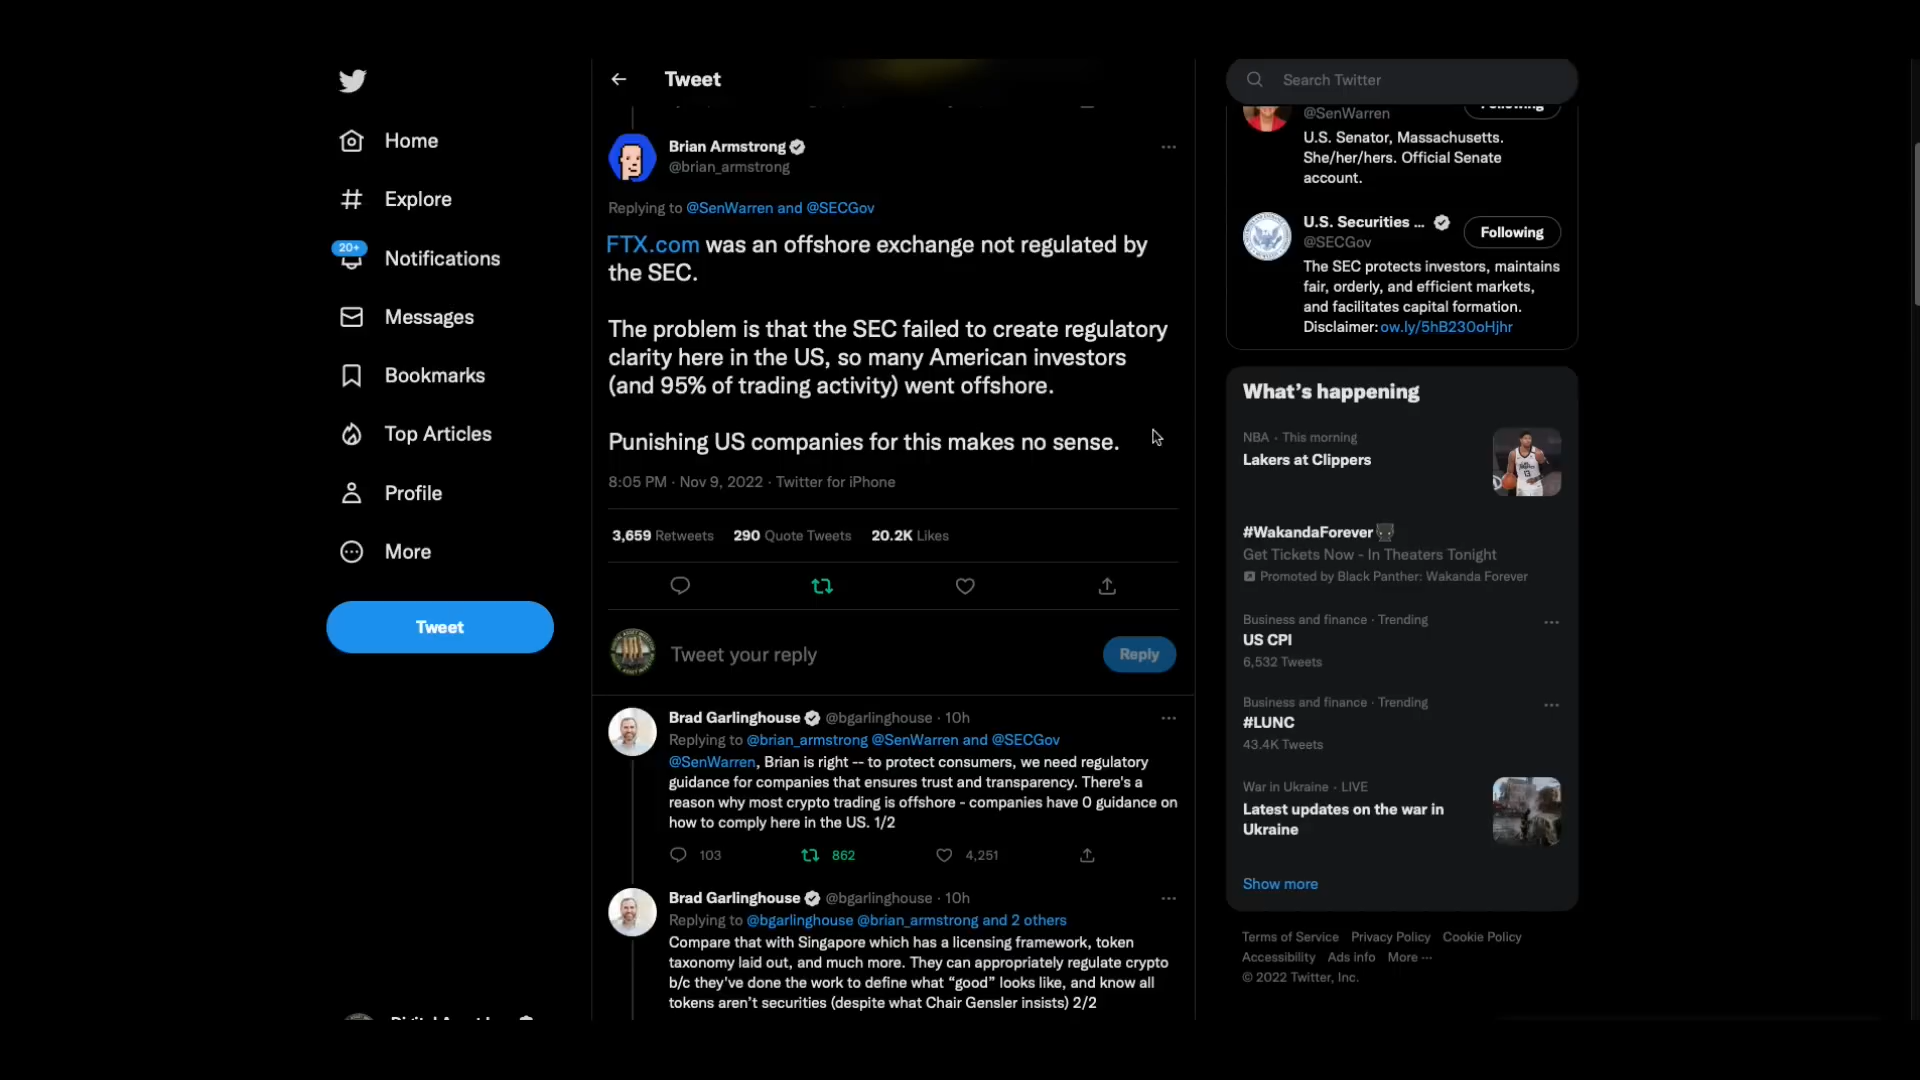 Home
Explore
20+
Notifications
Messages
Bookmarks
Top Articles
Profile
More
Tweet
Tweet
Brian Armstrong
@brian_armstrong
Replying to @SenWarren and @SECGov
FTX.com was an offshore exchange not regulated by
the SEC.
The problem is that the SEC failed to create regulatory
clarity here in the US, so many American investors
(and 95% of trading activity) went offshore.
Punishing US companies for this makes no sense.
8:05 PM · Nov 9, 2022 · Twitter for iPhone
3,659 Retweets 290 Quote Tweets 20.2K Likes
Tweet your reply
Reply
Brad Garlinghouse @bgarlinghouse · 10h
Replying to @brian_armstrong @SenWarren and @SECGov
@SenWarren, Brian is right -- to protect consumers, we need regulatory
guidance for companies that ensures trust and transparency. There's a
reason why most crypto trading is offshore - companies have 0 guidance on
how to comply here in the US. 1/2
103 862 4,251
Brad Garlinghouse @bgarlinghouse · 10h
Replying to @bgarlinghouse @brian_armstrong and 2 others
Compare that with Singapore which has a licensing framework, token
taxonomy laid out, and much more. They can appropriately regulate crypto
b/c they've done the work to define what “good” looks like, and know all
tokens aren't securities (despite what Chair Gensler insists) 2/2
Search Twitter
@SenWarren
Following
U.S. Senator, Massachusetts.
She/her/hers. Official Senate
account.
U.S. Securities ...
@SECGov
Following
The SEC protects investors, maintains
fair, orderly, and efficient markets,
and facilitates capital formation.
Disclaimer: ow.ly/5hB230oHjhr
What's happening
NBA · This morning
Lakers at Clippers
#WakandaForever
Get Tickets Now - In Theaters Tonight
Promoted by Black Panther: Wakanda Forever
Business and finance · Trending
US CPI
6,532 Tweets
Business and finance · Trending
#LUNC
43.4K Tweets
War in Ukraine · LIVE
Latest updates on the war in
Ukraine
Show more
Terms of Service Privacy Policy Cookie Policy
Accessibility Ads info More ...
© 2022 Twitter, Inc.